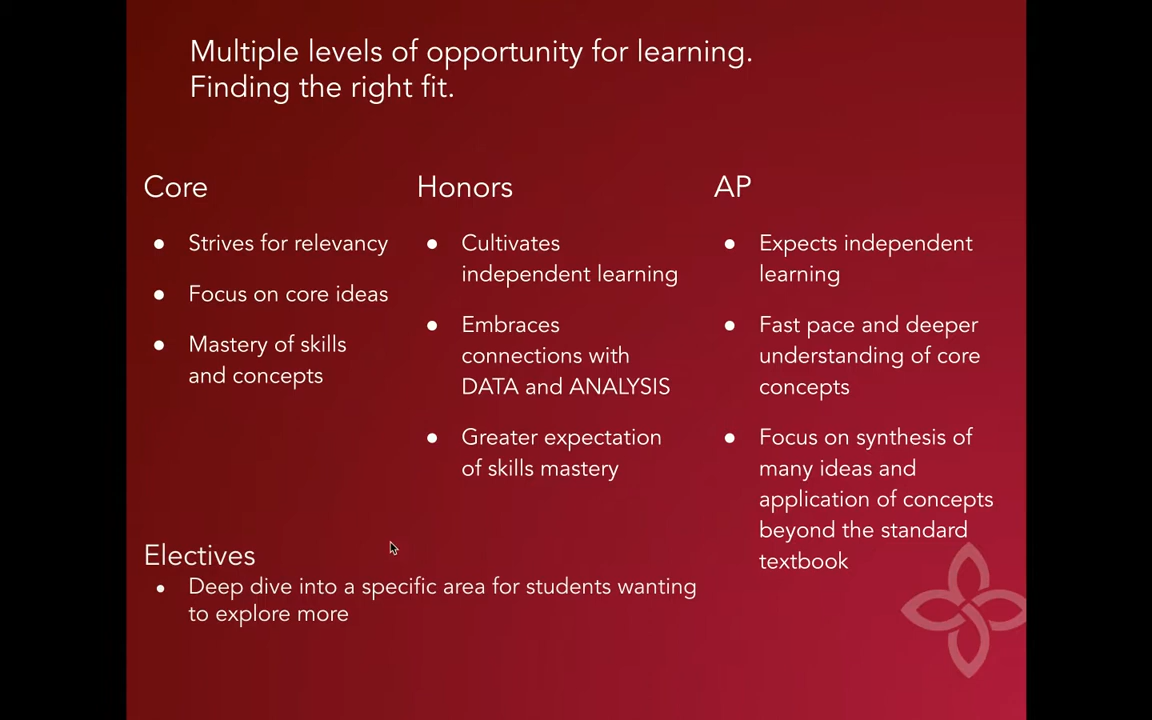 Multiple levels of opportunity for learning.
Finding the right fit.
Core
● Strives for relevancy
● Focus on core ideas
● Mastery of skills
and concepts
Honors
● Cultivates
independent learning
● Embraces
connections with
DATA and ANALYSIS
● Greater expectation
of skills mastery
AP
● Expects independent
learning
● Fast pace and deeper
understanding of core
concepts
● Focus on synthesis of
many ideas and
application of concepts
beyond the standard
textbook
Electives
● Deep dive into a specific area for students wanting
to explore more